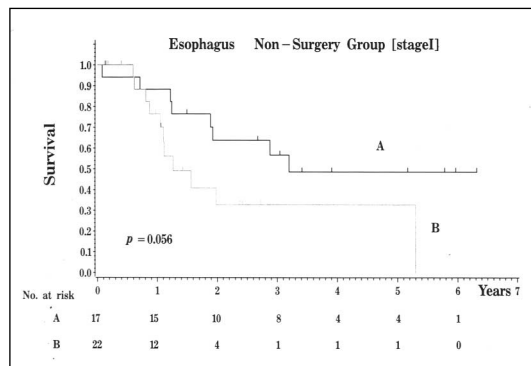 Esophagus Non-Surgery Group [stageI]
Survival
1.0
0.9
0.8
0.7
0.6
0.5
0.4
0.3
0.2
0.1
0.0
A
B
p = 0.056
0 1 2 3 4 5 6 Years 7
No. at risk
A 17 15 10 8 4 4 1
B 22 12 4 1 1 1 0